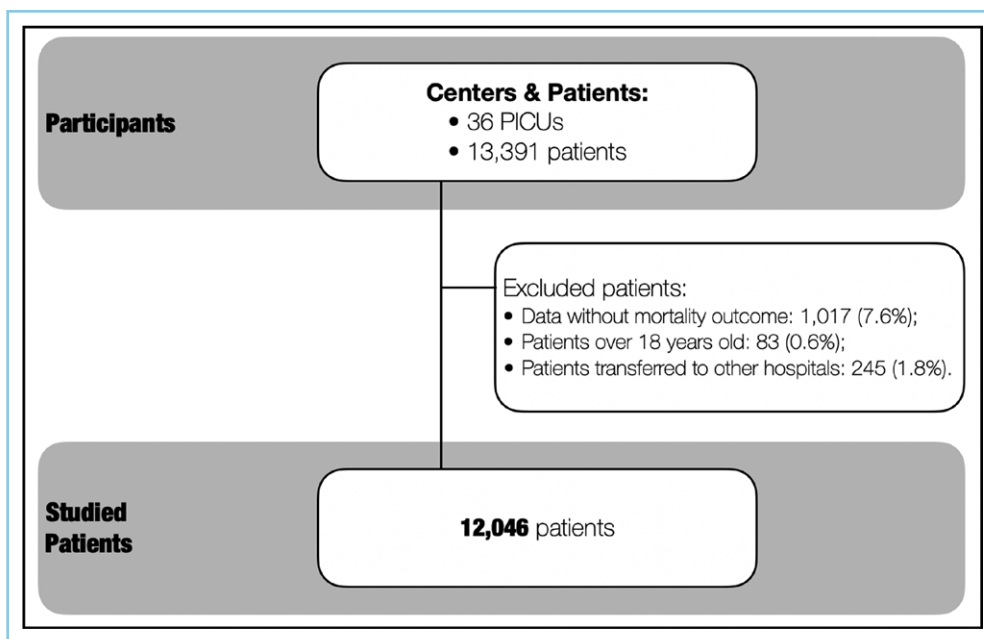 Participants
Centers & Patients:
• 36 PICUs
• 13,391 patients
Excluded patients:
• Data without mortality outcome: 1,017 (7.6%);
• Patients over 18 years old: 83 (0.6%);
• Patients transferred to other hospitals: 245 (1.8%).
Studied
Patients
12,046 patients